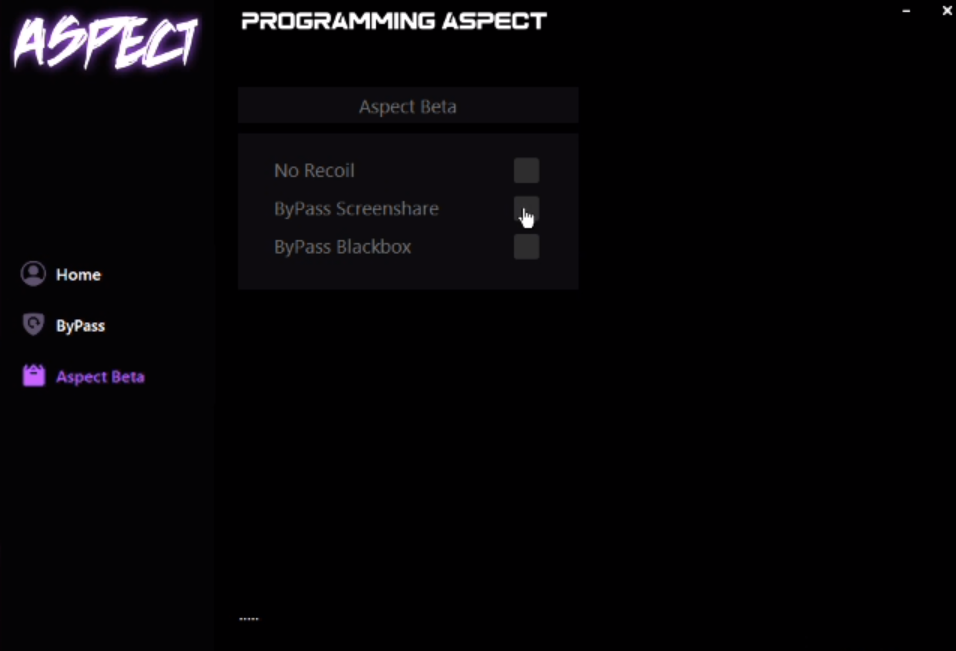 ASPECT
PROGRAMMING ASPECT
Aspect Beta
No Recoil
ByPass Screenshare
ByPass Blackbox
Home
ByPass
Aspect Beta
.....